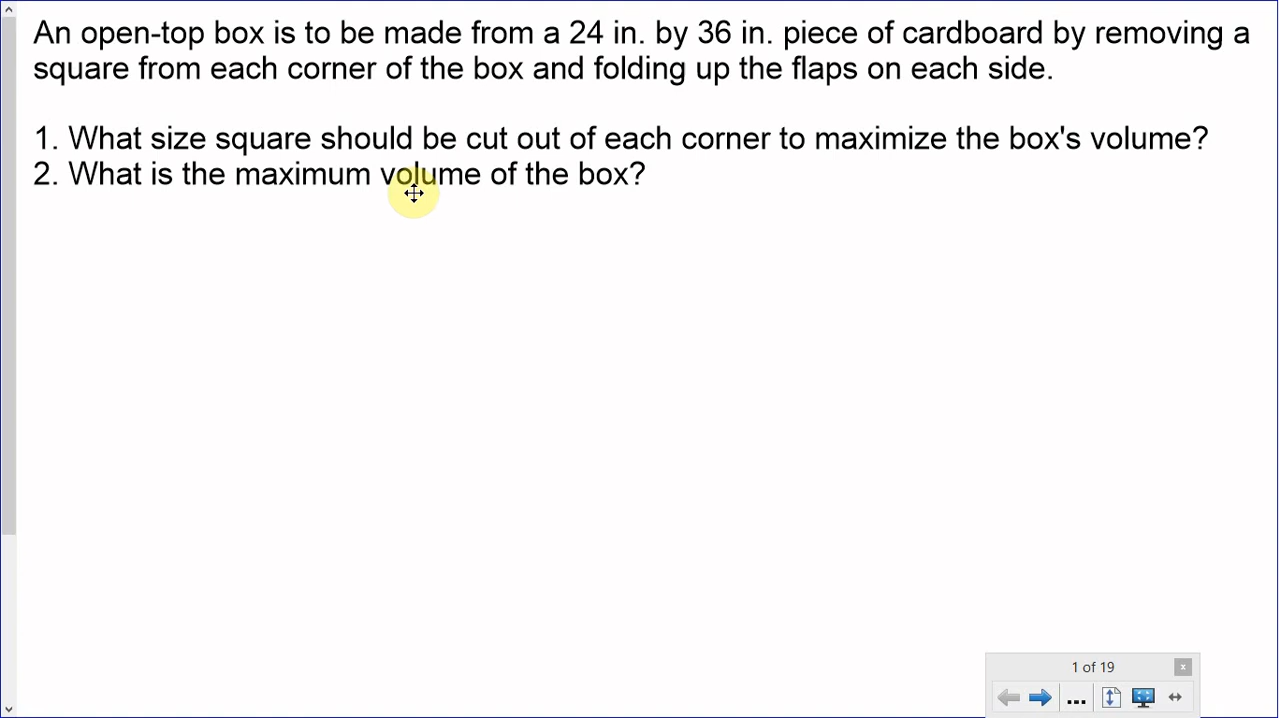 An open-top box is to be made from a 24 in. by 36 in. piece of cardboard by removing a
square from each corner of the box and folding up the flaps on each side.
1. What size square should be cut out of each corner to maximize the box's volume?
2. What is the maximum volume of the box?
1 of 19